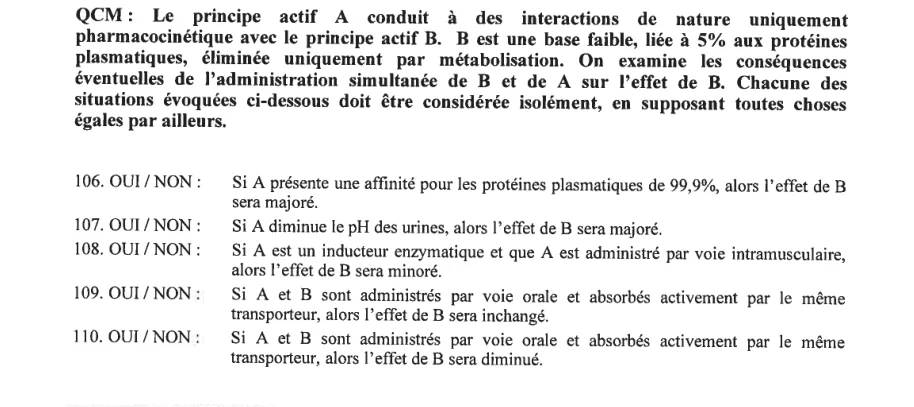 QCM : Le principe actif A conduit à des interactions de nature uniquement
pharmacocinétique avec le principe actif B. B est une base faible, liée à 5% aux protéines
plasmatiques, éliminée uniquement par métabolisation. On examine les conséquences
éventuelles de l'administration simultanée de B et de A sur l'effet de B. Chacune des
situations évoquées ci-dessous doit être considérée isolément, en supposant toutes choses
égales par ailleurs.
106. OUI / NON : Si A présente une affinité pour les protéines plasmatiques de 99,9%, alors l'effet de B
sera majoré.
107. OUI / NON : Si A diminue le pH des urines, alors l'effet de B sera majoré.
108. OUI / NON : Si A est un inducteur enzymatique et que A est administré par voie intramusculaire,
alors l'effet de B sera minoré.
109. OUI / NON : Si A et B sont administrés par voie orale et absorbés activement par le même
transporteur, alors l'effet de B sera inchangé.
110. OUI / NON : Si A et B sont administrés par voie orale et absorbés activement par le même
transporteur, alors l'effet de B sera diminué.